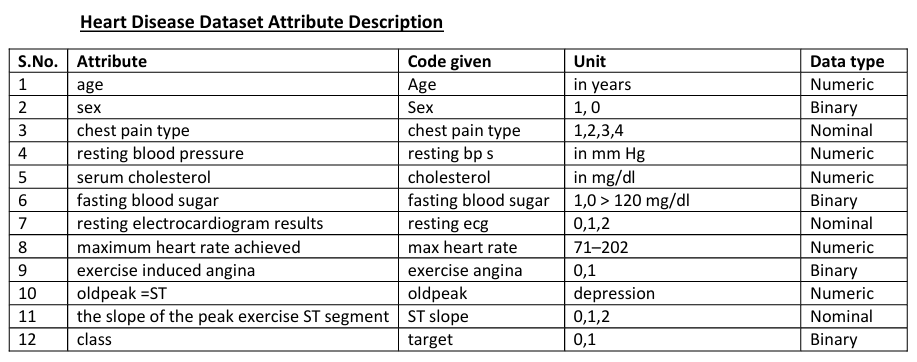 Heart Disease Dataset Attribute Description
S.No. Attribute Code given Unit Data type
1 age Age in years Numeric
2 sex Sex 1, 0 Binary
3 chest pain type chest pain type 1,2,3,4 Nominal
4 resting blood pressure resting bp s in mm Hg Numeric
5 serum cholesterol cholesterol in mg/dl Numeric
6 fasting blood sugar fasting blood sugar 1,0 > 120 mg/dl Binary
7 resting electrocardiogram results resting ecg 0,1,2 Nominal
8 maximum heart rate achieved max heart rate 71–202 Numeric
9 exercise induced angina exercise angina 0,1 Binary
10 oldpeak =ST oldpeak depression Numeric
11 the slope of the peak exercise ST segment ST slope 0,1,2 Nominal
12 class target 0,1 Binary